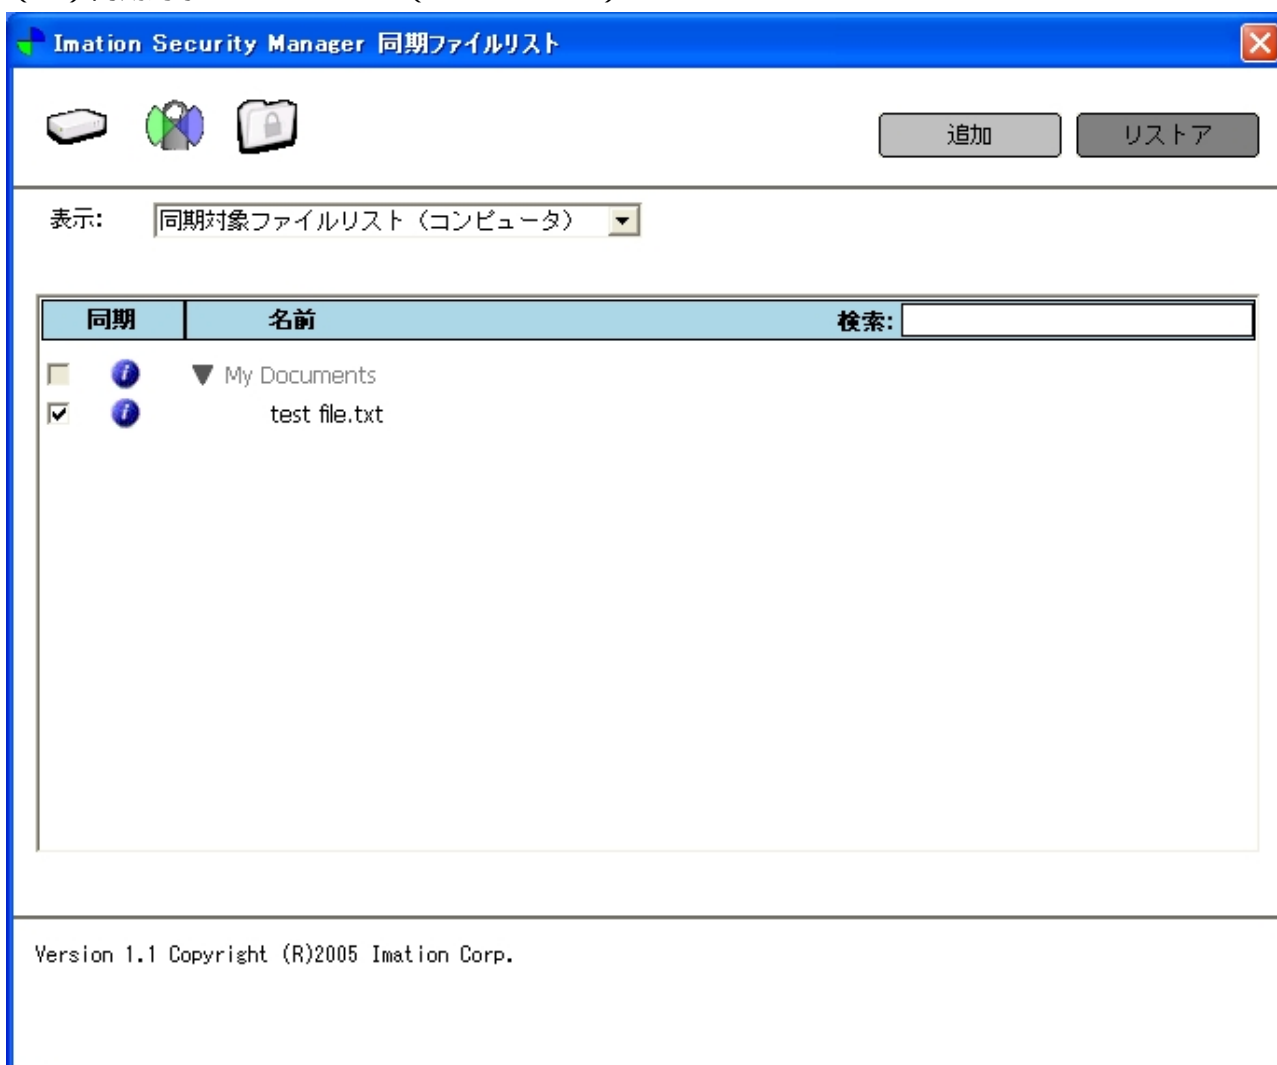 Imation Security Manager 同期ファイルリスト
追加 リストア
表示: 同期対象ファイルリスト（コンピュータ）
同期 名前 検索:
My Documents
test file.txt
Version 1.1 Copyright (R)2005 Imation Corp.